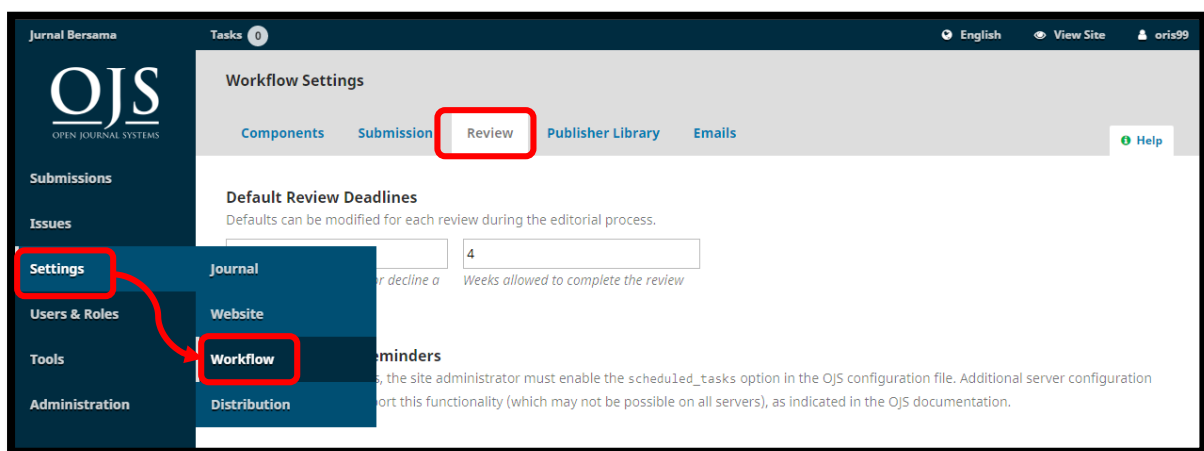 Jurnal Bersama
Tasks 0
English
View Site
oris99
OJS
OPEN JOURNAL SYSTEMS
Workflow Settings
Components
Submission
Review
Publisher Library
Emails
Help
Submissions
Issues
Settings
Users & Roles
Tools
Administration
Journal
Website
Workflow
Distribution
Default Review Deadlines
Defaults can be modified for each review during the editorial process.
4
or decline a
Weeks allowed to complete the review
eminders
s, the site administrator must enable the scheduled_tasks option in the OJS configuration file. Additional server configuration
ort this functionality (which may not be possible on all servers), as indicated in the OJS documentation.